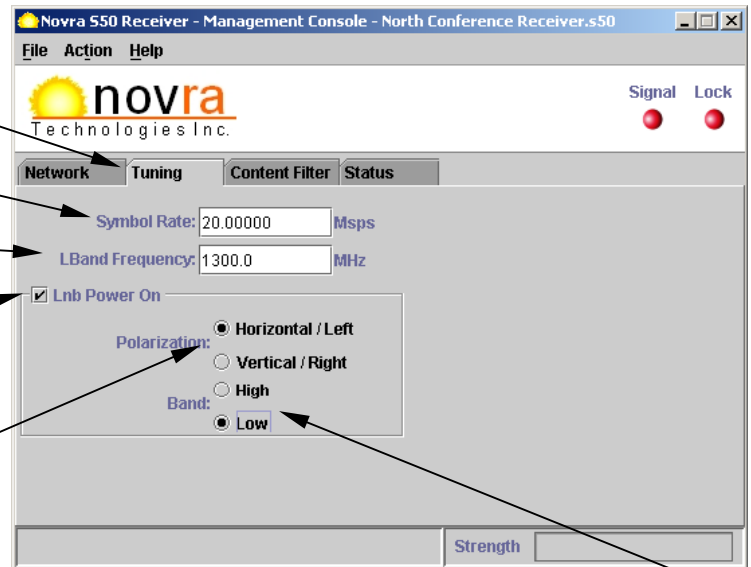 Novra S50 Receiver - Management Console - North Conference Receiver.s50
File Action Help
novra
Technologies Inc.
Signal Lock
Network Tuning Content Filter Status
Symbol Rate: 20.00000 Msps
LBand Frequency: 1300.0 MHz
Lnb Power On
Polarization:
Horizontal / Left
Vertical / Right
Band:
High
Low
Strength